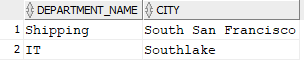 DEPARTMENT_NAME CITY
1 Shipping South San Francisco
2 IT Southlake